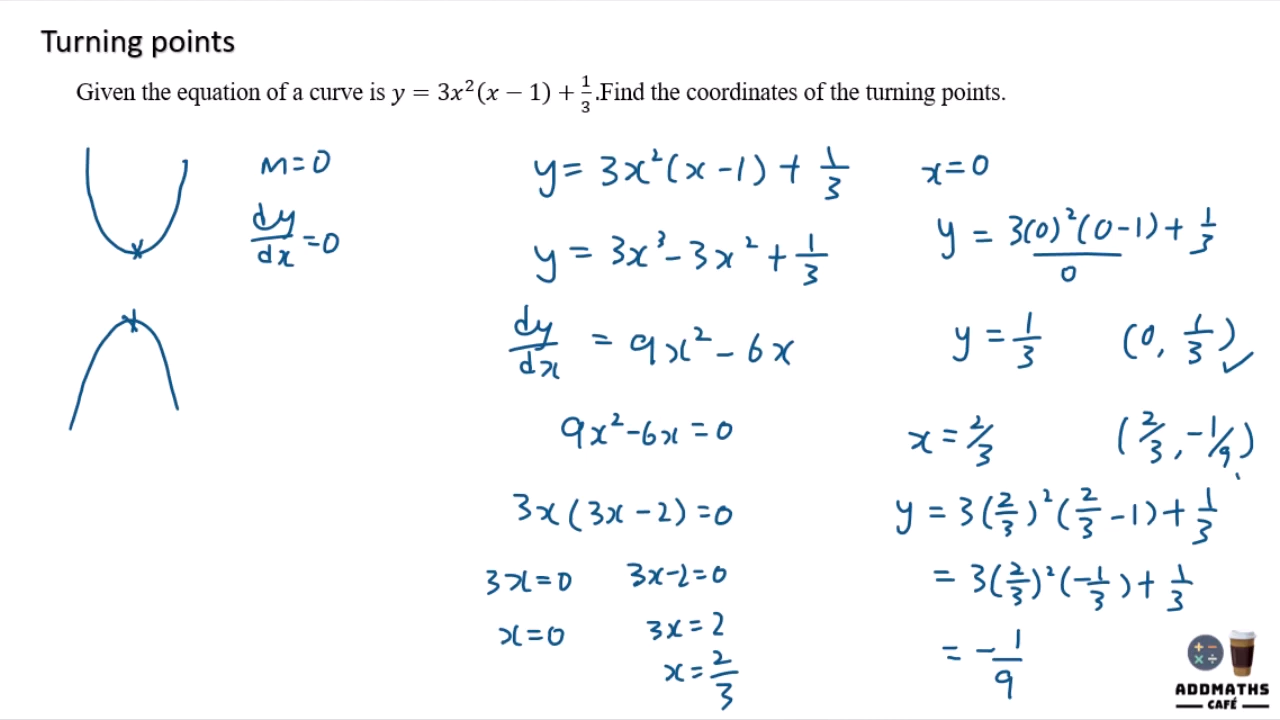 Turning points
Given the equation of a curve is y = 3x²(x − 1) + 1/3.Find the coordinates of the turning points.
m=0
dy/dx =0
y = 3x²(x −1) + 1/3
y = 3x³ − 3x² + 1/3
dy/dx = 9x² − 6x
9x² −6x = 0
3x (3x − 2) = 0
3x = 0
x = 0
3x−2=0
3x = 2
x = 2/3
x=0
y = 3(0)²(0−1) + 1/3
0
y = 1/3
(0, 1/3) ✓
x = 2/3
(2/3, −1/9)
y = 3(2/3)²(2/3 −1) + 1/3
= 3(2/3)²(−1/3) + 1/3
= − 1/9
+ −
× ÷
ADDMATHS
CAFÉ